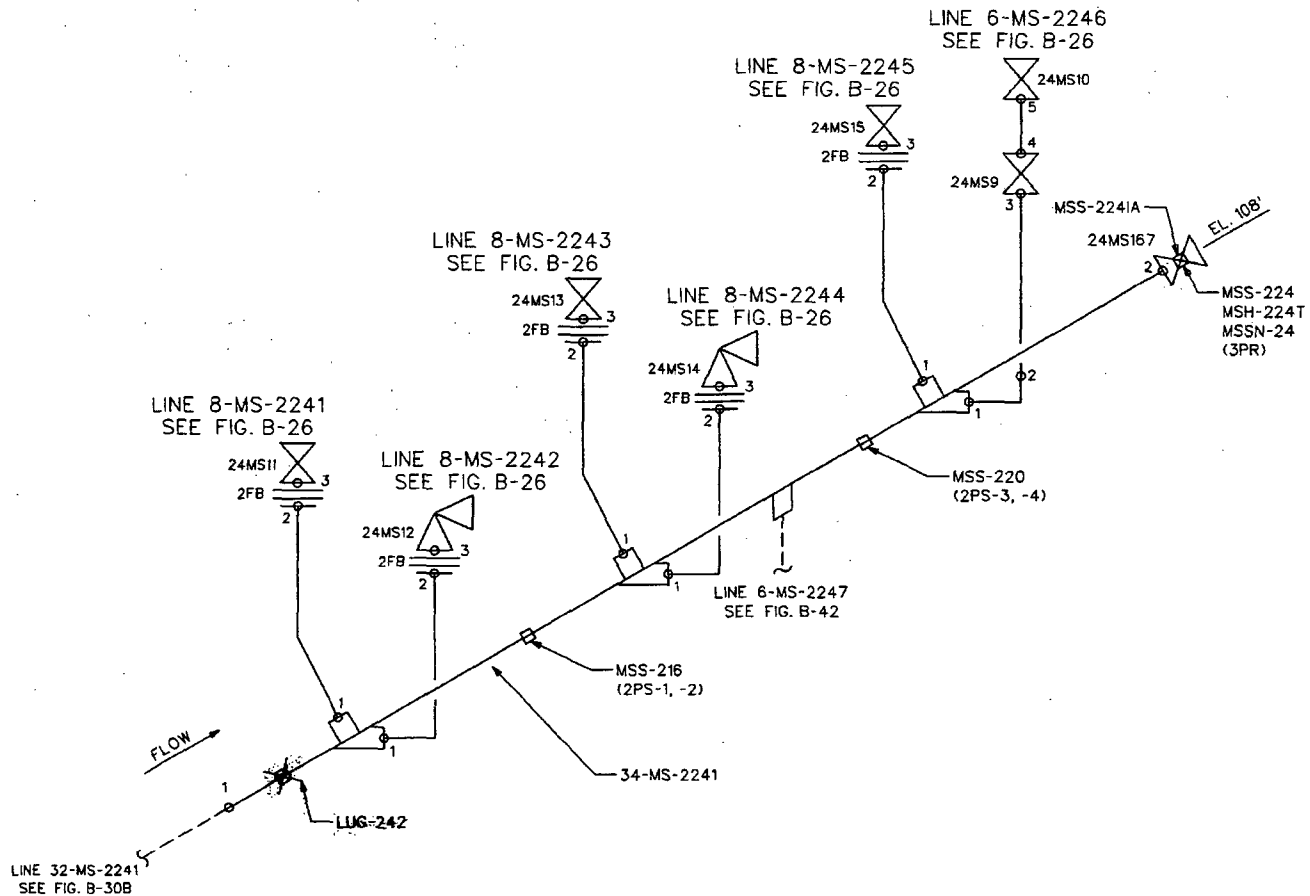 LINE 6-MS-2246
SEE FIG. B-26
24MS10
5
4
24MS9
3
2
1
LINE 8-MS-2245
SEE FIG. B-26
24MS15
3
2FB
2
1
MSS-224IA
24MS167
2
EL. 108'
MSS-224
MSH-224T
MSSN-24
(3PR)
LINE 8-MS-2243
SEE FIG. B-26
24MS13
3
2FB
2
1
LINE 8-MS-2244
SEE FIG. B-26
24MS14
3
2FB
2
1
MSS-220
(2PS-3, -4)
LINE 6-MS-2247
SEE FIG. B-42
LINE 8-MS-2241
SEE FIG. B-26
24MS11
3
2FB
2
1
LINE 8-MS-2242
SEE FIG. B-26
24MS12
3
2FB
2
1
MSS-216
(2PS-1, -2)
34-MS-2241
FLOW
1
LUG-242
LINE 32-MS-2241
SEE FIG. B-30B